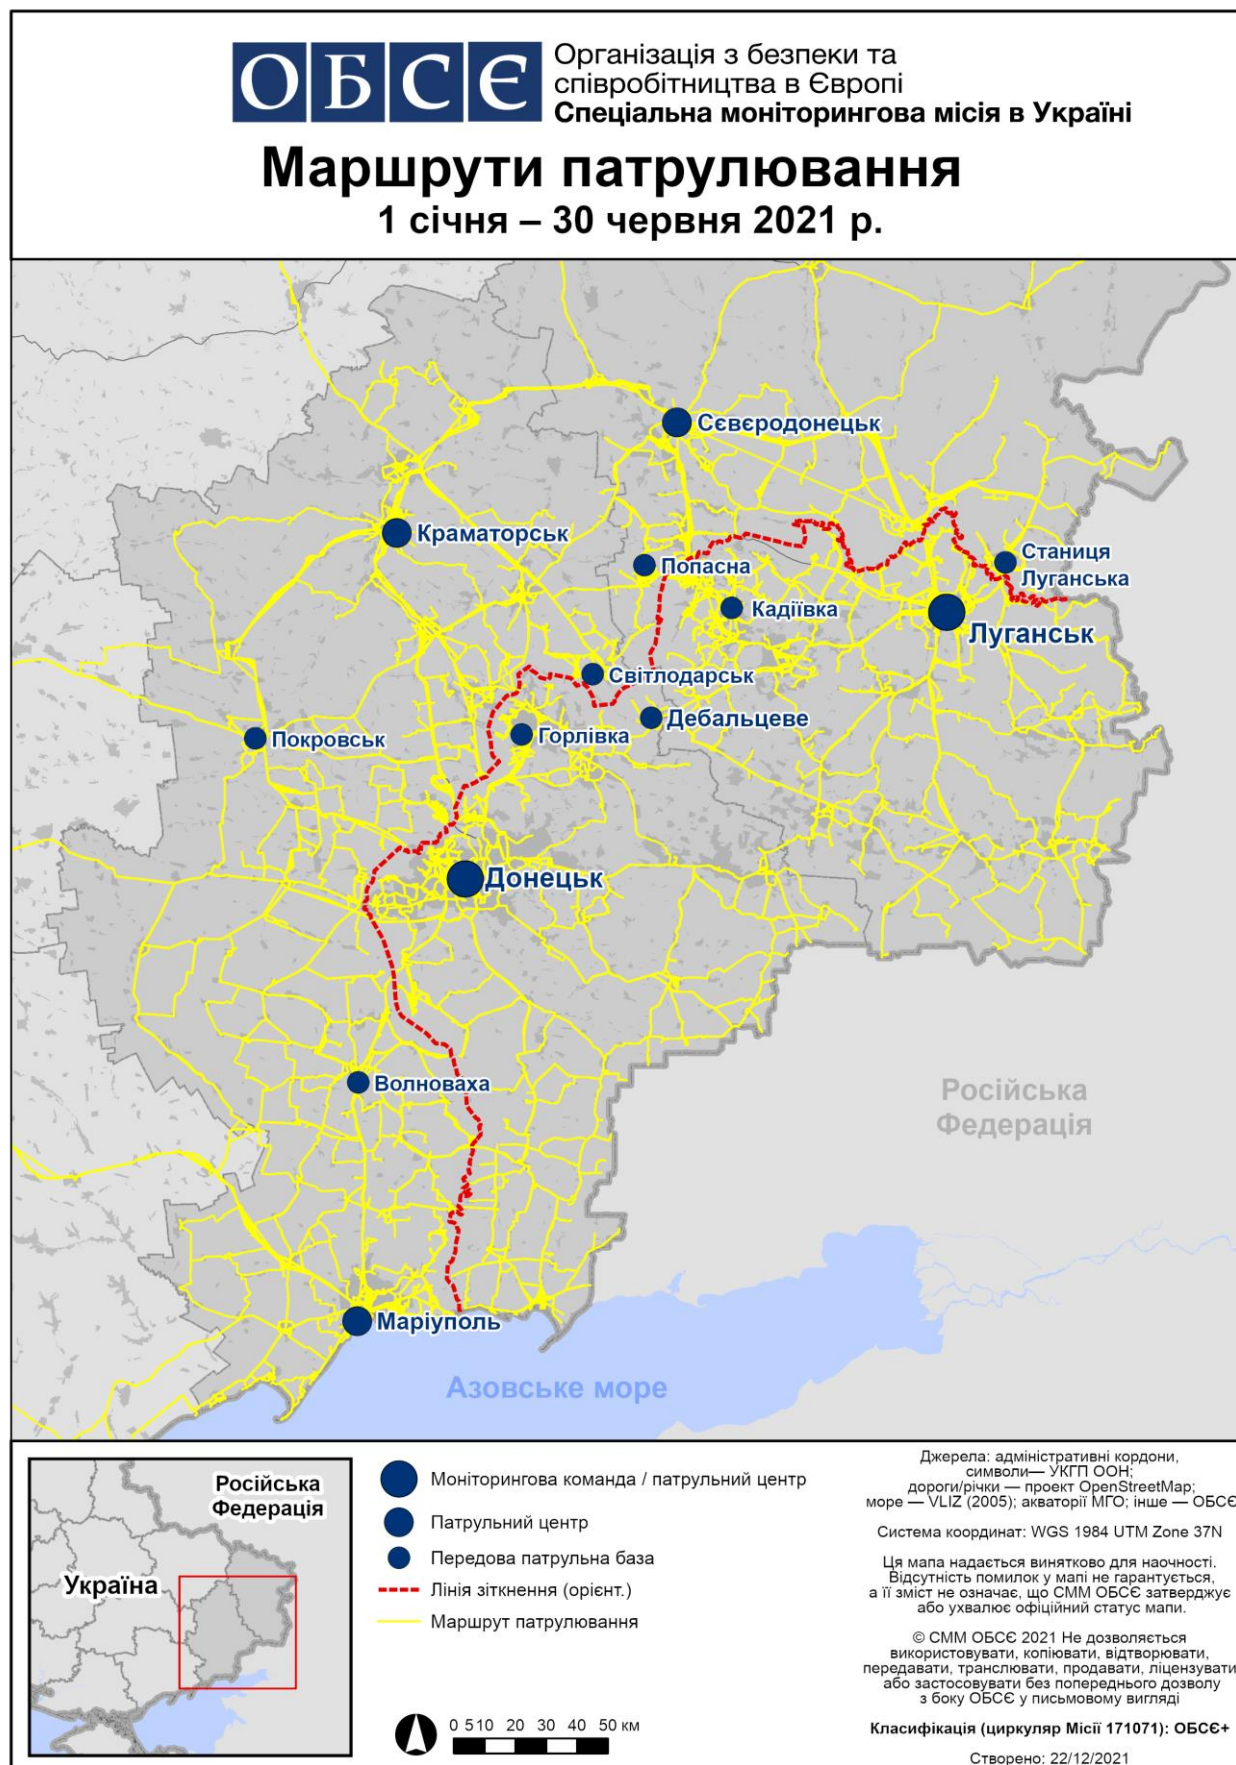 ОБСЄ
Організація з безпеки та
співробітництва в Європі
Спеціальна моніторингова місія в Україні
Маршрути патрулювання
1 січня – 30 червня 2021 р.
Сєвєродонецьк
Краматорськ
Попасна
Станиця
Луганська
Кадіївка
Луганськ
Світлодарськ
Дебальцеве
Горлівка
Покровськ
Донецьк
Волноваха
Російська
Федерація
Маріуполь
Азовське море
Російська
Федерація
Україна
Моніторингова команда / патрульний центр
Патрульний центр
Передова патрульна база
Лінія зіткнення (орієнт.)
Маршрут патрулювання
0 510 20 30 40 50 км
Джерела: адміністративні кордони,
символи— УКГП ООН;
дороги/річки — проект OpenStreetMap;
море — VLIZ (2005); акваторії МГО; інше — ОБСЄ
Система координат: WGS 1984 UTM Zone 37N
Ця мапа надається винятково для наочності.
Відсутність помилок у мапі не гарантується,
а її зміст не означає, що СММ ОБСЄ затверджує
або ухвалює офіційний статус мапи.
© СММ ОБСЄ 2021 Не дозволяється
використовувати, копіювати, відтворювати,
передавати, транслювати, продавати, ліцензувати
або застосовувати без попереднього дозволу
з боку ОБСЄ у письмовому вигляді
Класифікація (циркуляр Місії 171071): ОБСЄ+
Створено: 22/12/2021